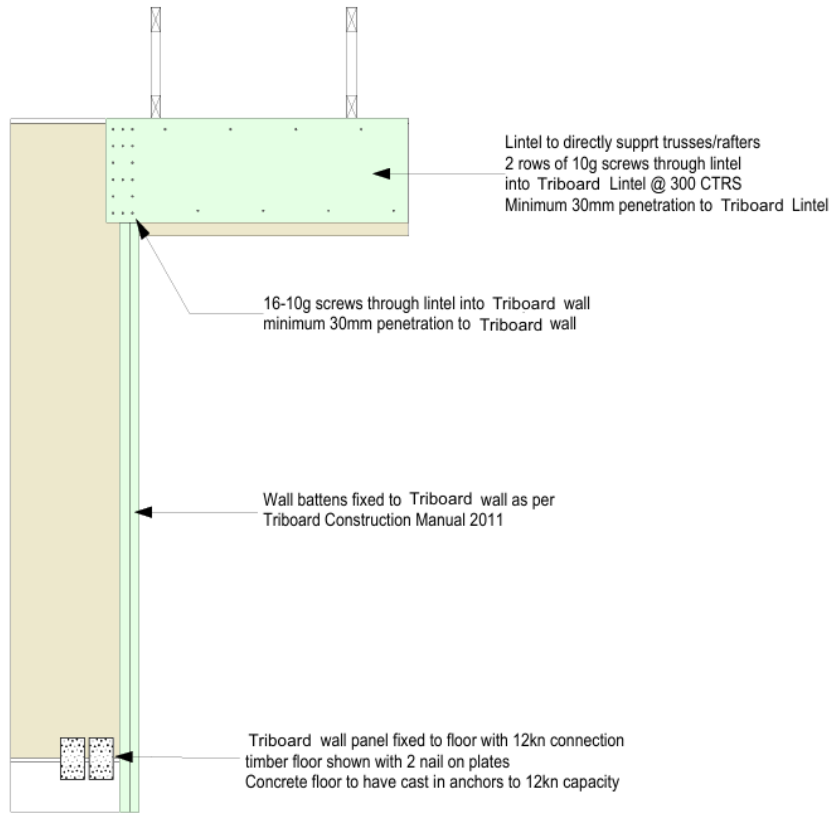 Lintel to directly supprt trusses/rafters
2 rows of 10g screws through lintel
into Triboard Lintel @ 300 CTRS
Minimum 30mm penetration to Triboard Lintel
16-10g screws through lintel into Triboard wall
minimum 30mm penetration to Triboard wall
Wall battens fixed to Triboard wall as per
Triboard Construction Manual 2011
Triboard wall panel fixed to floor with 12kn connection
timber floor shown with 2 nail on plates
Concrete floor to have cast in anchors to 12kn capacity